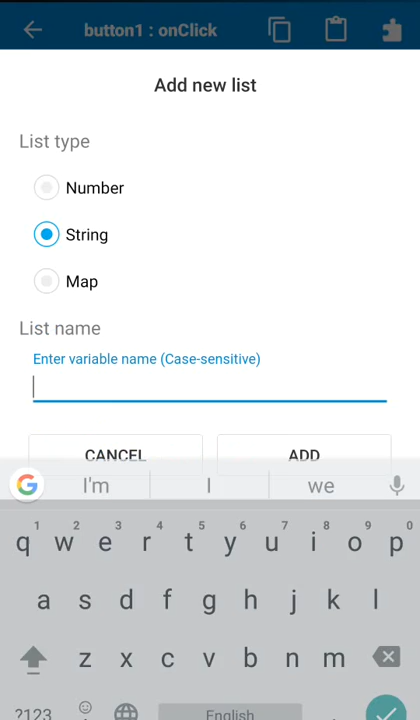 button1 : onClick
Add new list
List type
Number
String
Map
List name
Enter variable name (Case-sensitive)
CANCEL ADD
G I'm I we
1 2 3 4 5 6 7 8 9 0
q w e r t y u i o p
a s d f g h j k l
z x c v b n m
?123 English .